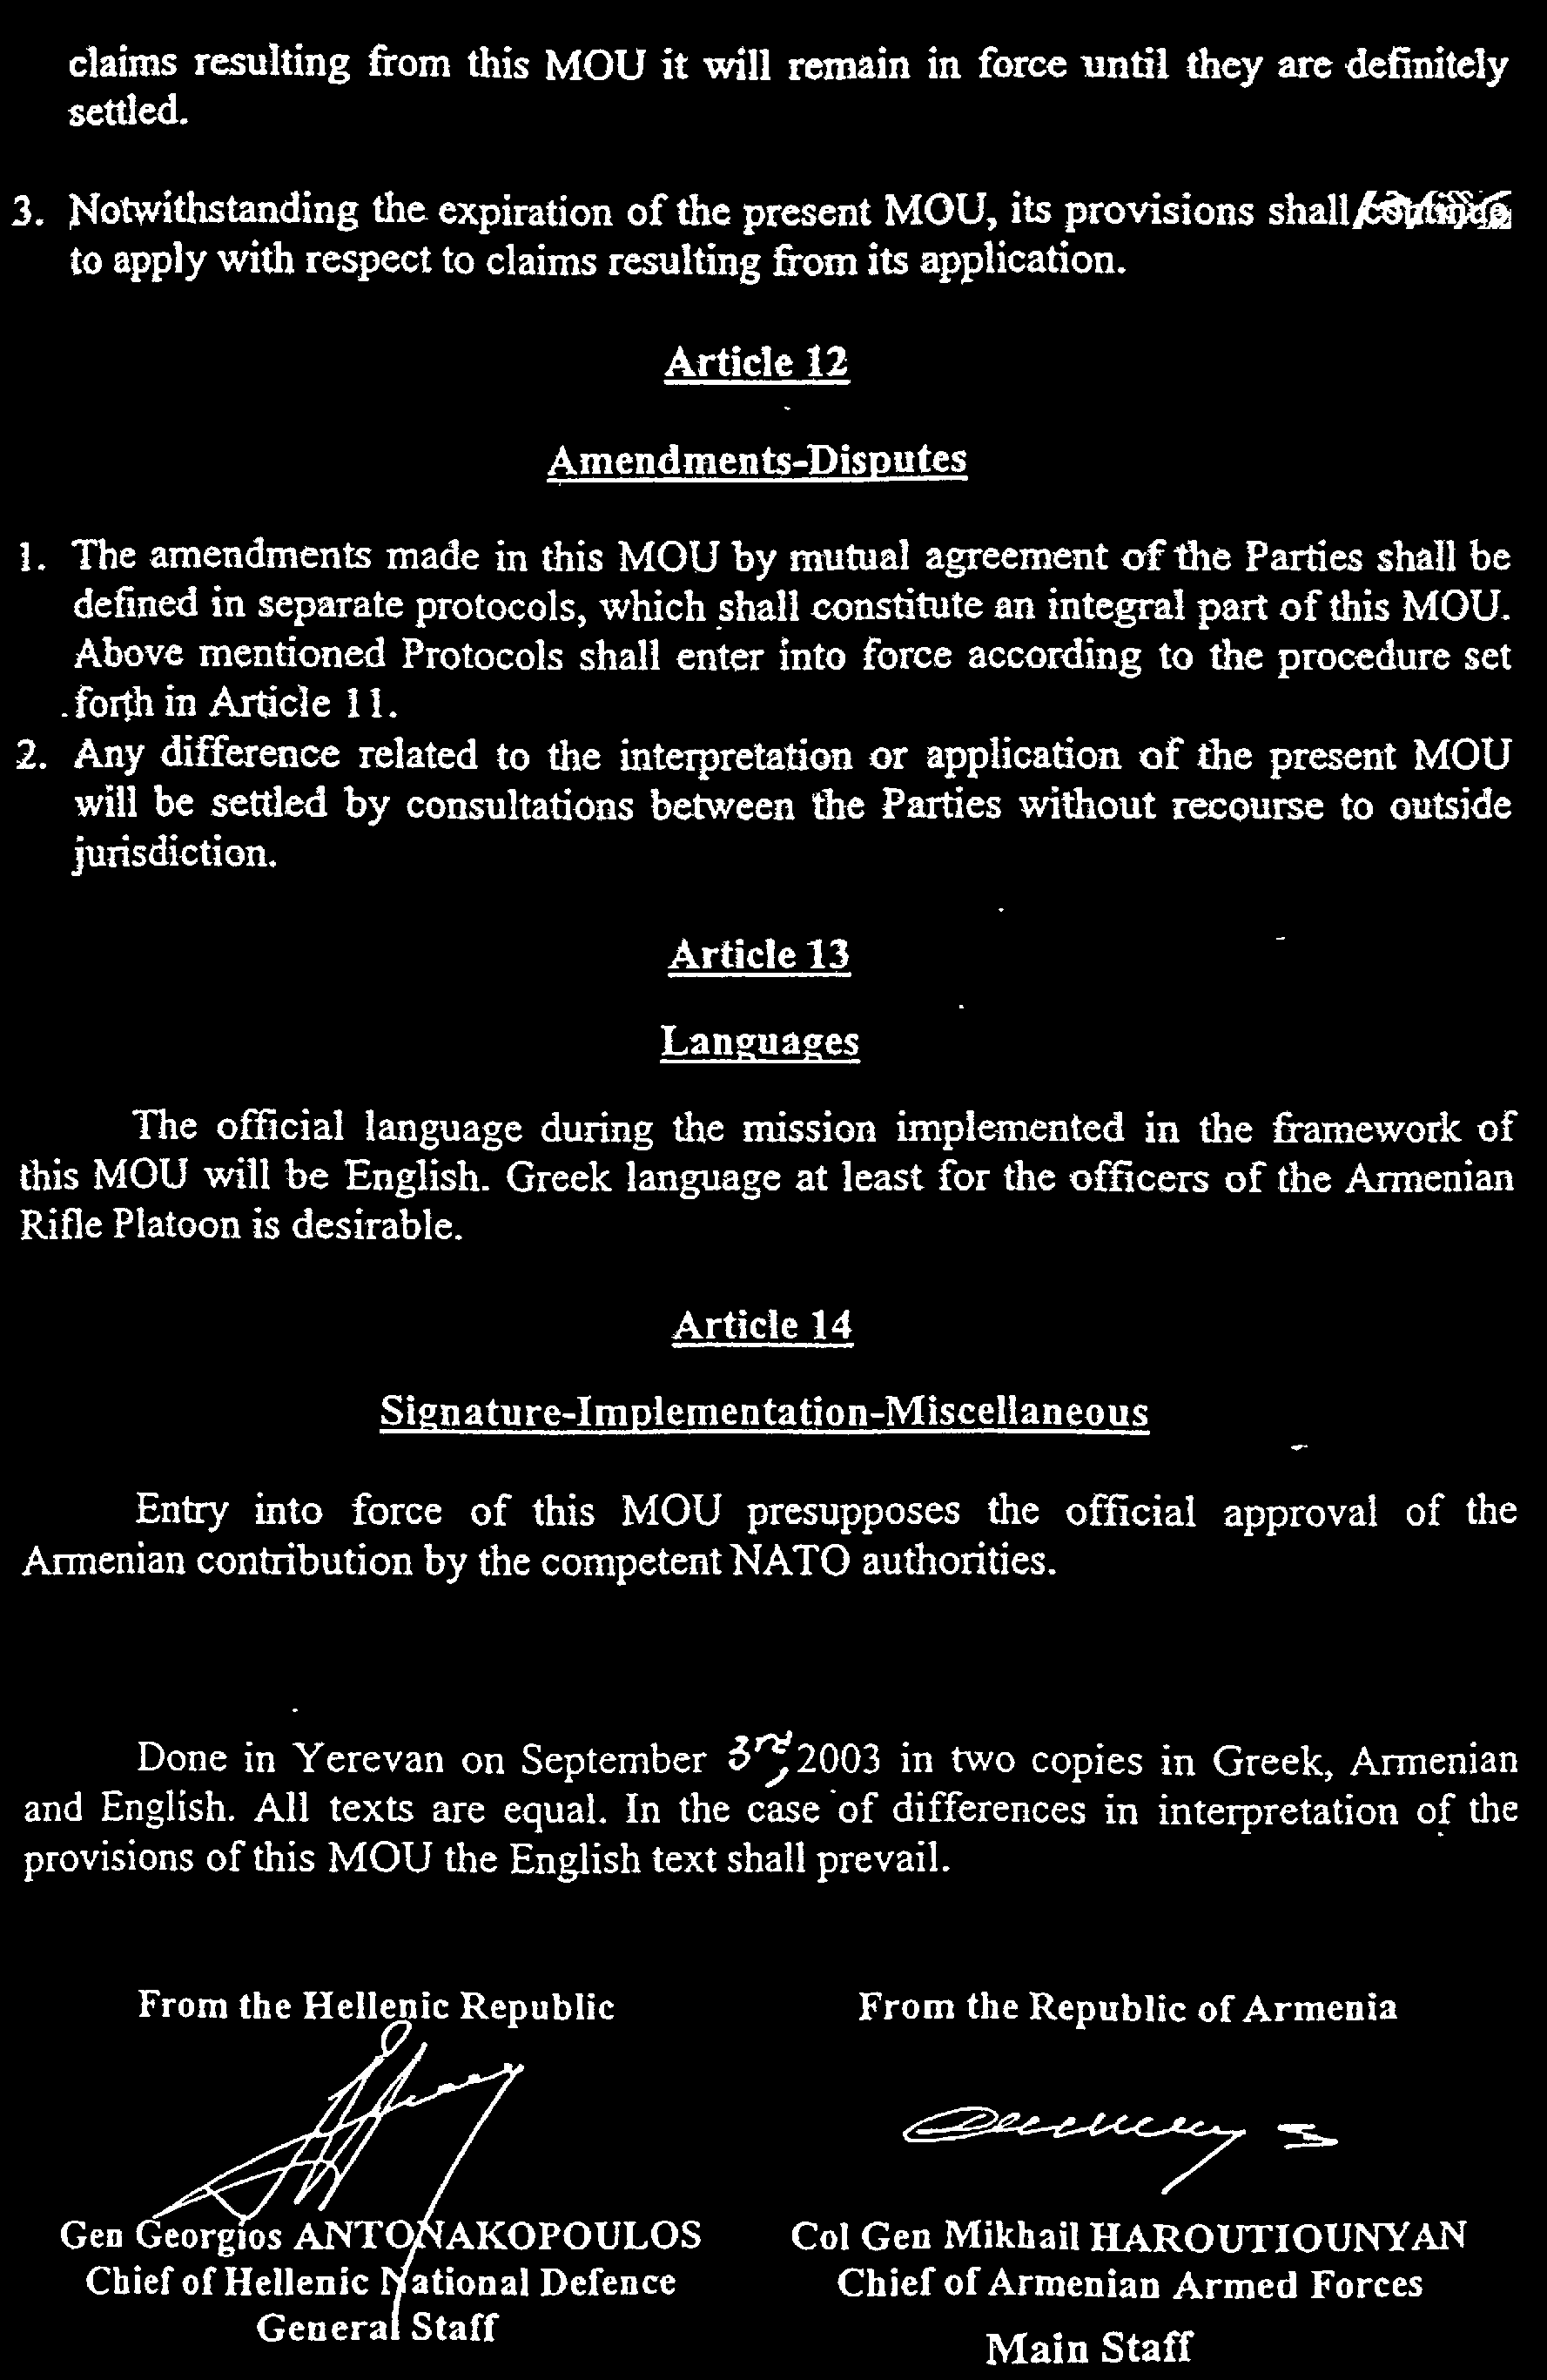 claims resulting from this MOU it will remain in force until they are definitely
settled.
3. Notwithstanding the expiration of the present MOU, its provisions shall continue
to apply with respect to claims resulting from its application.
Article 12
Amendments-Disputes
1. The amendments made in this MOU by mutual agreement of the Parties shall be
defined in separate protocols, which shall constitute an integral part of this MOU.
Above mentioned Protocols shall enter into force according to the procedure set
forth in Article 11.
2. Any difference related to the interpretation or application of the present MOU
will be settled by consultations between the Parties without recourse to outside
jurisdiction.
Article 13
Languages
The official language during the mission implemented in the framework of
this MOU will be English. Greek language at least for the officers of the Armenian
Rifle Platoon is desirable.
Article 14
Signature-Implementation-Miscellaneous
Entry into force of this MOU presupposes the official approval of the
Armenian contribution by the competent NATO authorities.
Done in Yerevan on September 3rd, 2003 in two copies in Greek, Armenian
and English. All texts are equal. In the case of differences in interpretation of the
provisions of this MOU the English text shall prevail.
From the Hellenic Republic
From the Republic of Armenia
Gen Georgios ANTONAKOPOULOS
Chief of Hellenic National Defence
General Staff
Col Gen Mikhail HAROUTIOUNYAN
Chief of Armenian Armed Forces
Main Staff